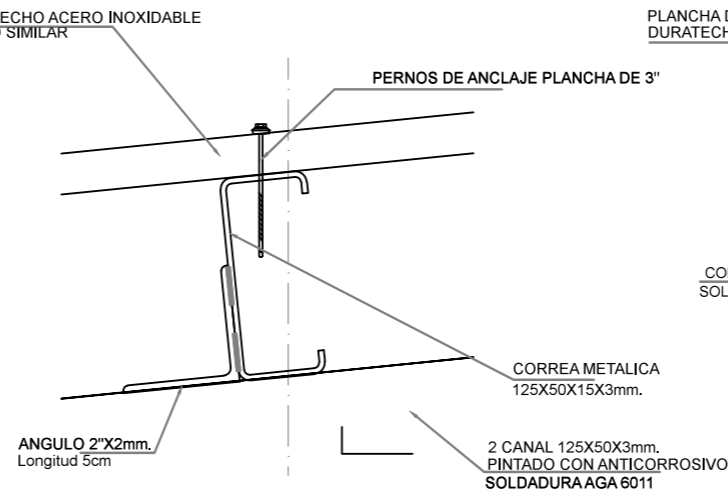 ECHO ACERO INOXIDABLE
SIMILAR
PLANCHA
DURATECH
PERNOS DE ANCLAJE PLANCHA DE 3"
CO
SOL
CORREA METALICA
125X50X15X3mm.
ANGULO 2"X2mm.
Longitud 5cm
2 CANAL 125X50X3mm.
PINTADO CON ANTICORROSIVO
SOLDADURA AGA 6011